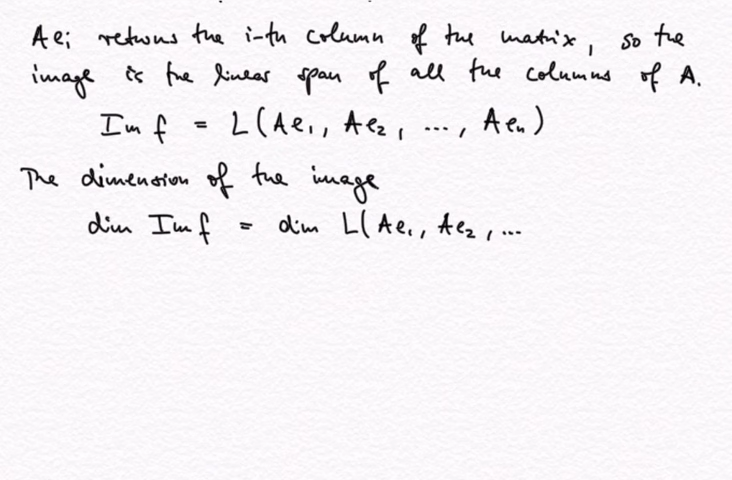 Aei returns the i-th column of the matrix, so the
image is the linear span of all the columns of A.
Im f = L(Ae₁, Ae₂, ..., Aeₙ)
The dimension of the image
dim Im f = dim L(Ae₁, Ae₂, ...